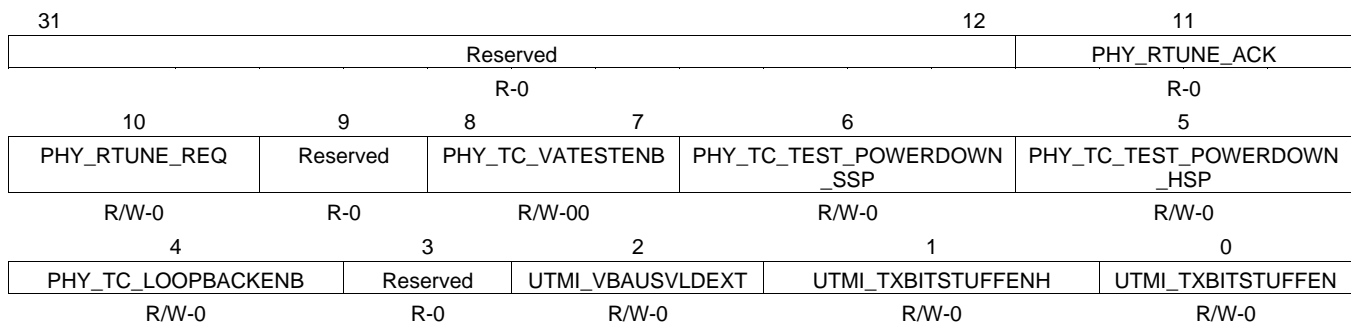 31 12 11
Reserved PHY_RTUNE_ACK
R-0 R-0
10 9 8 7 6 5
PHY_RTUNE_REQ Reserved PHY_TC_VATESTENB PHY_TC_TEST_POWERDOWN _SSP PHY_TC_TEST_POWERDOWN _HSP
R/W-0 R-0 R/W-00 R/W-0 R/W-0
4 3 2 1 0
PHY_TC_LOOPBACKENB Reserved UTMI_VBAUSVLDEXT UTMI_TXBITSTUFFENH UTMI_TXBITSTUFFEN
R/W-0 R-0 R/W-0 R/W-0 R/W-0